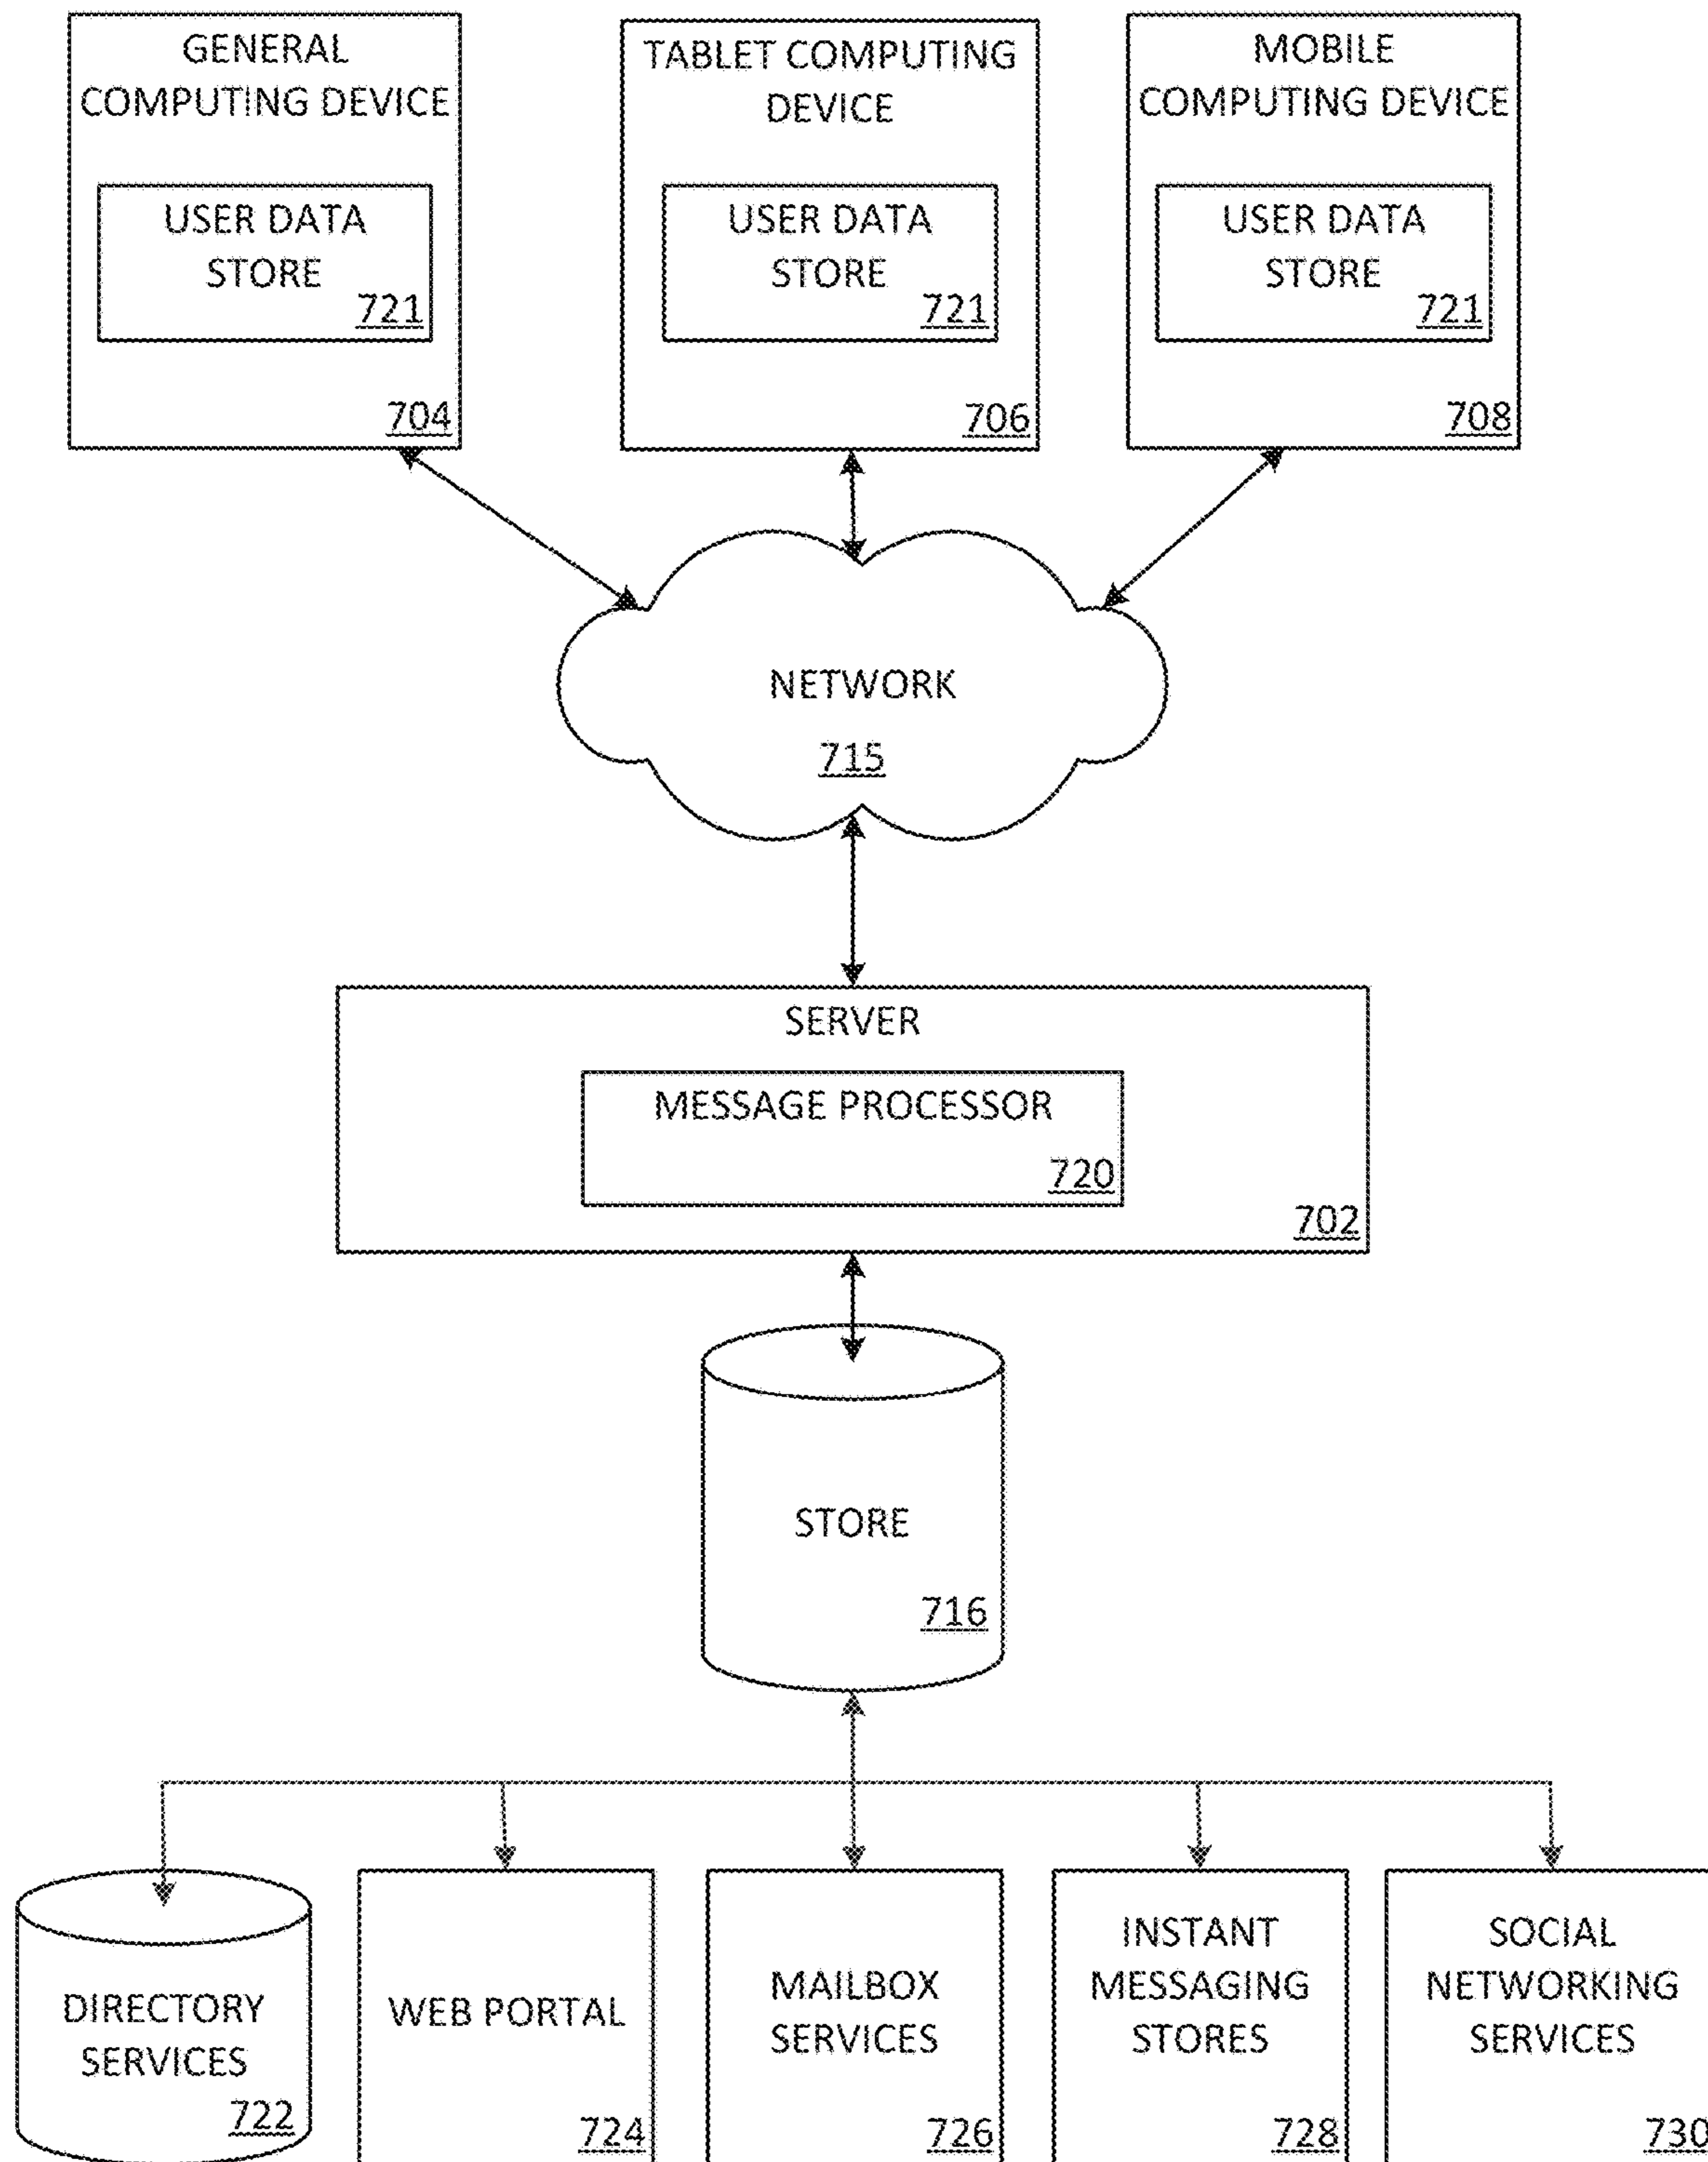 GENERAL
COMPUTING DEVICE
USER DATA
STORE
721
704
TABLET COMPUTING
DEVICE
USER DATA
STORE
721
706
MOBILE
COMPUTING DEVICE
USER DATA
STORE
721
708
NETWORK
715
SERVER
MESSAGE PROCESSOR
720
702
STORE
716
DIRECTORY
SERVICES
722
WEB PORTAL
724
MAILBOX
SERVICES
726
INSTANT
MESSAGING
STORES
728
SOCIAL
NETWORKING
SERVICES
730